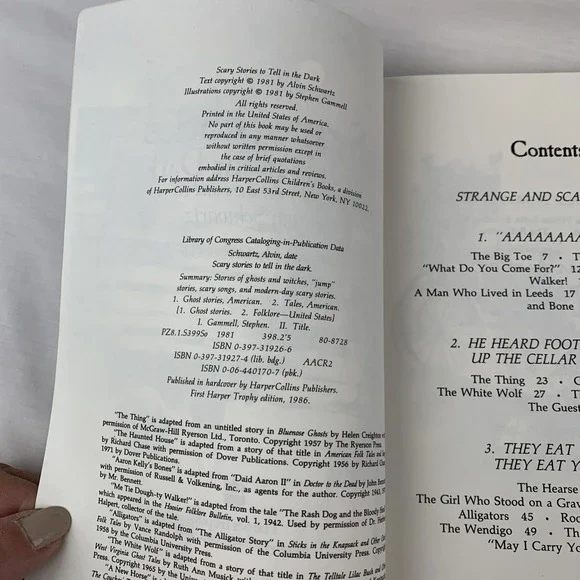 Scary Stories to Tell in the Dark
Text copyright © 1981 by Alvin Schwartz
Illustrations copyright © 1981 by Stephen Gammell
All rights reserved.
Printed in the United States of America.
No part of this book may be used or
reproduced in any manner whatsoever
without written permission except in
the case of brief quotations
embodied in critical articles and reviews.
For information address HarperCollins Children's Books, a division
of HarperCollins Publishers, 10 East 53rd Street, New York, NY 10022.
Library of Congress Cataloging-in-Publication Data
Schwartz, Alvin, date
Scary stories to tell in the dark.
Summary: Stories of ghosts and witches, "jump"
stories, scary songs, and modern-day scary stories.
1. Ghost stories, American. 2. Tales, American.
[1. Ghost stories. 2. Folklore—United States]
I. Gammell, Stephen. II. Title.
PZ8.1.S399Sc 1981 398.2'5 80-8728
ISBN 0-397-31926-6
ISBN 0-397-31927-4 (lib. bdg.) AACR2
ISBN 0-06-440170-7 (pbk.)
Published in hardcover by HarperCollins Publishers.
First Harper Trophy edition, 1986.
"The Thing" is adapted from an untitled story in Bluenose Ghosts by Helen Creighton
permission of McGraw-Hill Ryerson Ltd., Toronto. Copyright 1957 by The Ryerson Press.
"The Haunted House" is adapted from a story of that title in American Folk Tales and
by Richard Chase with permission of Dover Publications. Copyright 1956 by Richard
1971 by Dover Publications.
"Aaron Kelly's Bones" is adapted from "Daid Aaron II" in Doctor to the Dead by John
with permission of Russell & Volkening, Inc., as agents for the author. Copyright 1943,
by Mr. Bennett.
"Me Tie Dough-ty Walker!" is adapted from the tale "The Rash Dog and the Bloody
which appeared in the Hoosier Folklore Bulletin, vol. 1, 1942. Used by permission of Dr.
Halpert, collector of the tale.
"Alligators" is adapted from "The Alligator Story" in Sticks in the Knapsack and Other
Folk Tales by Vance Randolph with permission of the Columbia University Press.
1958 by the Columbia University Press.
"The White Wolf" is adapted from a story of that title in The Telltale Lilac Bush and
West Virginia Ghost Tales by Ruth Ann Musick
Press. Copyright 1965 by the
"A New Horse" is
Contents
STRANGE AND
1. "AAAAAAAA
The Big Toe 7 ·
"What Do You Come For?" 12
Walker!
A Man Who Lived in Leeds 17
and Bone
2. HE HEARD
UP THE CELLAR
The Thing 23 ·
The White Wolf 27 · The
The
3. THEY EAT
THEY EAT
The Hearse
The Girl Who Stood on a
Alligators 45 ·
The Wendigo 49 ·
"May I Carry